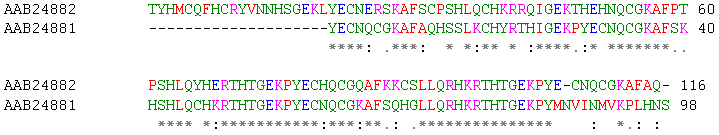 AAB24882 TYHMCQFHCRYVNNHSGEKLYECNERSKAFSCPSHLQCHKRRQIGEKTHEHNQCGKAFPT 60
AAB24881 --------------------YECNQCGKAFAQHSSLKCHYRTHIGEKPYECNQCGKAFSK 40
****: .***: * *:** * :****.:* *******..
AAB24882 PSHLQYHERTHTGEKPYECHQCGQAFKKCSLLQRHKRTHTGEKPYE-CNQCGKAFAQ- 116
AAB24881 HSHLQCHKRTHTGEKPYECNQCGKAFSQHGLLQRHKRTHTGEKPYMNVINMVKPLHNS 98
**** *:***********:***:**.: .*************** : *.: :